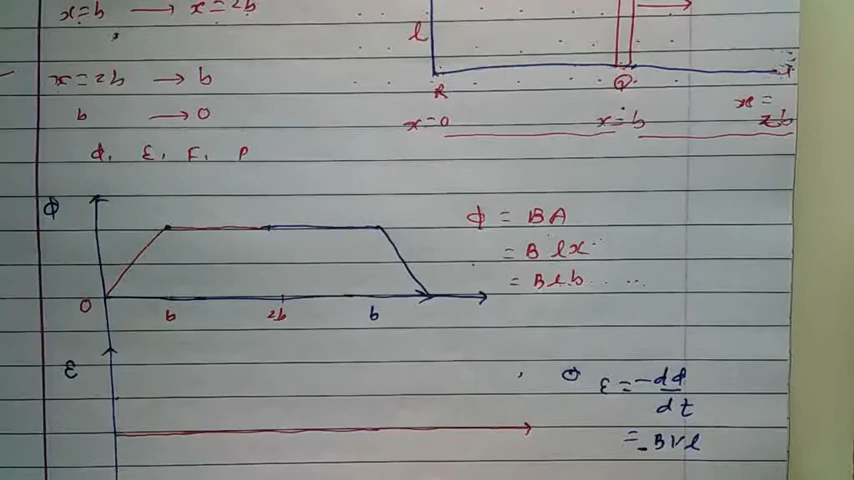 x=b → x=2b
x=2b → b
b → 0
Φ, ε, F, P
l
R
Q
x=0
x=b
x=
2b
Φ
Φ = BA
= B l x
= B l b . . . . ...
0
b
2b
b
ε
ε = -dΦ
dt
= -Bvl